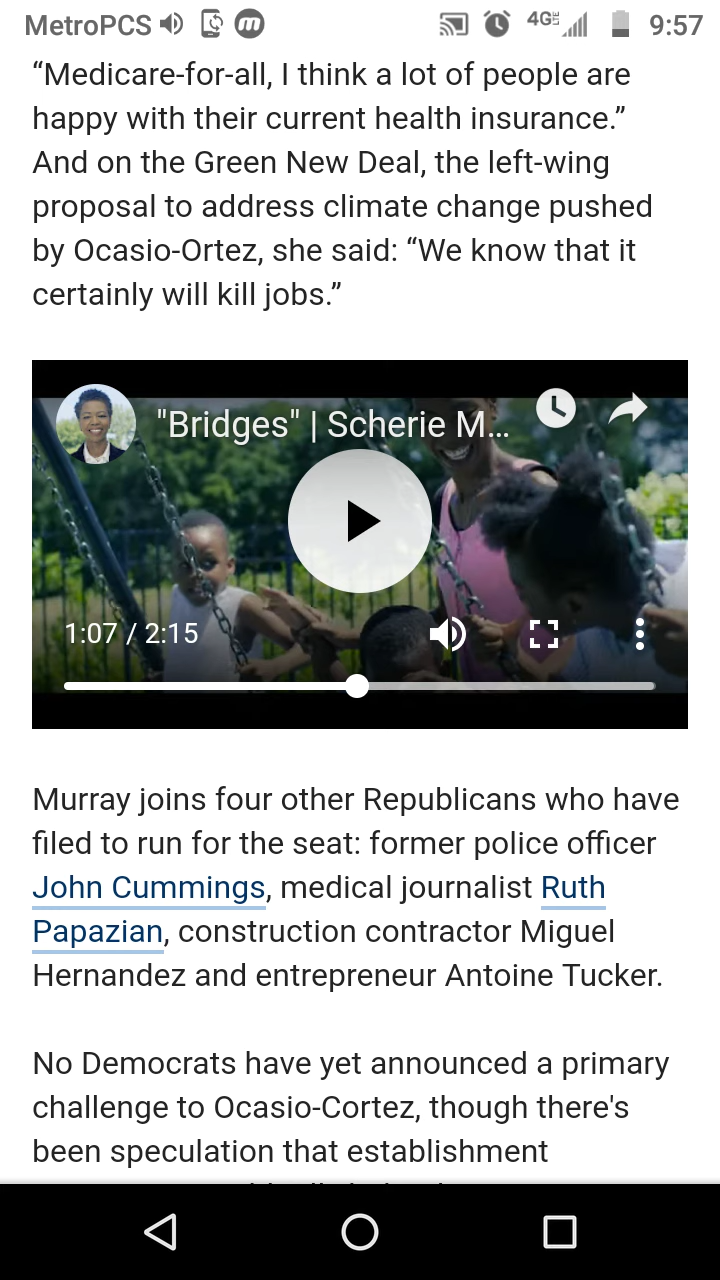 MetroPCS 4G LTE 9:57
“Medicare-for-all, I think a lot of people are
happy with their current health insurance.”
And on the Green New Deal, the left-wing
proposal to address climate change pushed
by Ocasio-Ortez, she said: “We know that it
certainly will kill jobs.”
"Bridges" | Scherie M...
1:07 / 2:15
Murray joins four other Republicans who have
filed to run for the seat: former police officer
John Cummings, medical journalist Ruth
Papazian, construction contractor Miguel
Hernandez and entrepreneur Antoine Tucker.
No Democrats have yet announced a primary
challenge to Ocasio-Cortez, though there's
been speculation that establishment